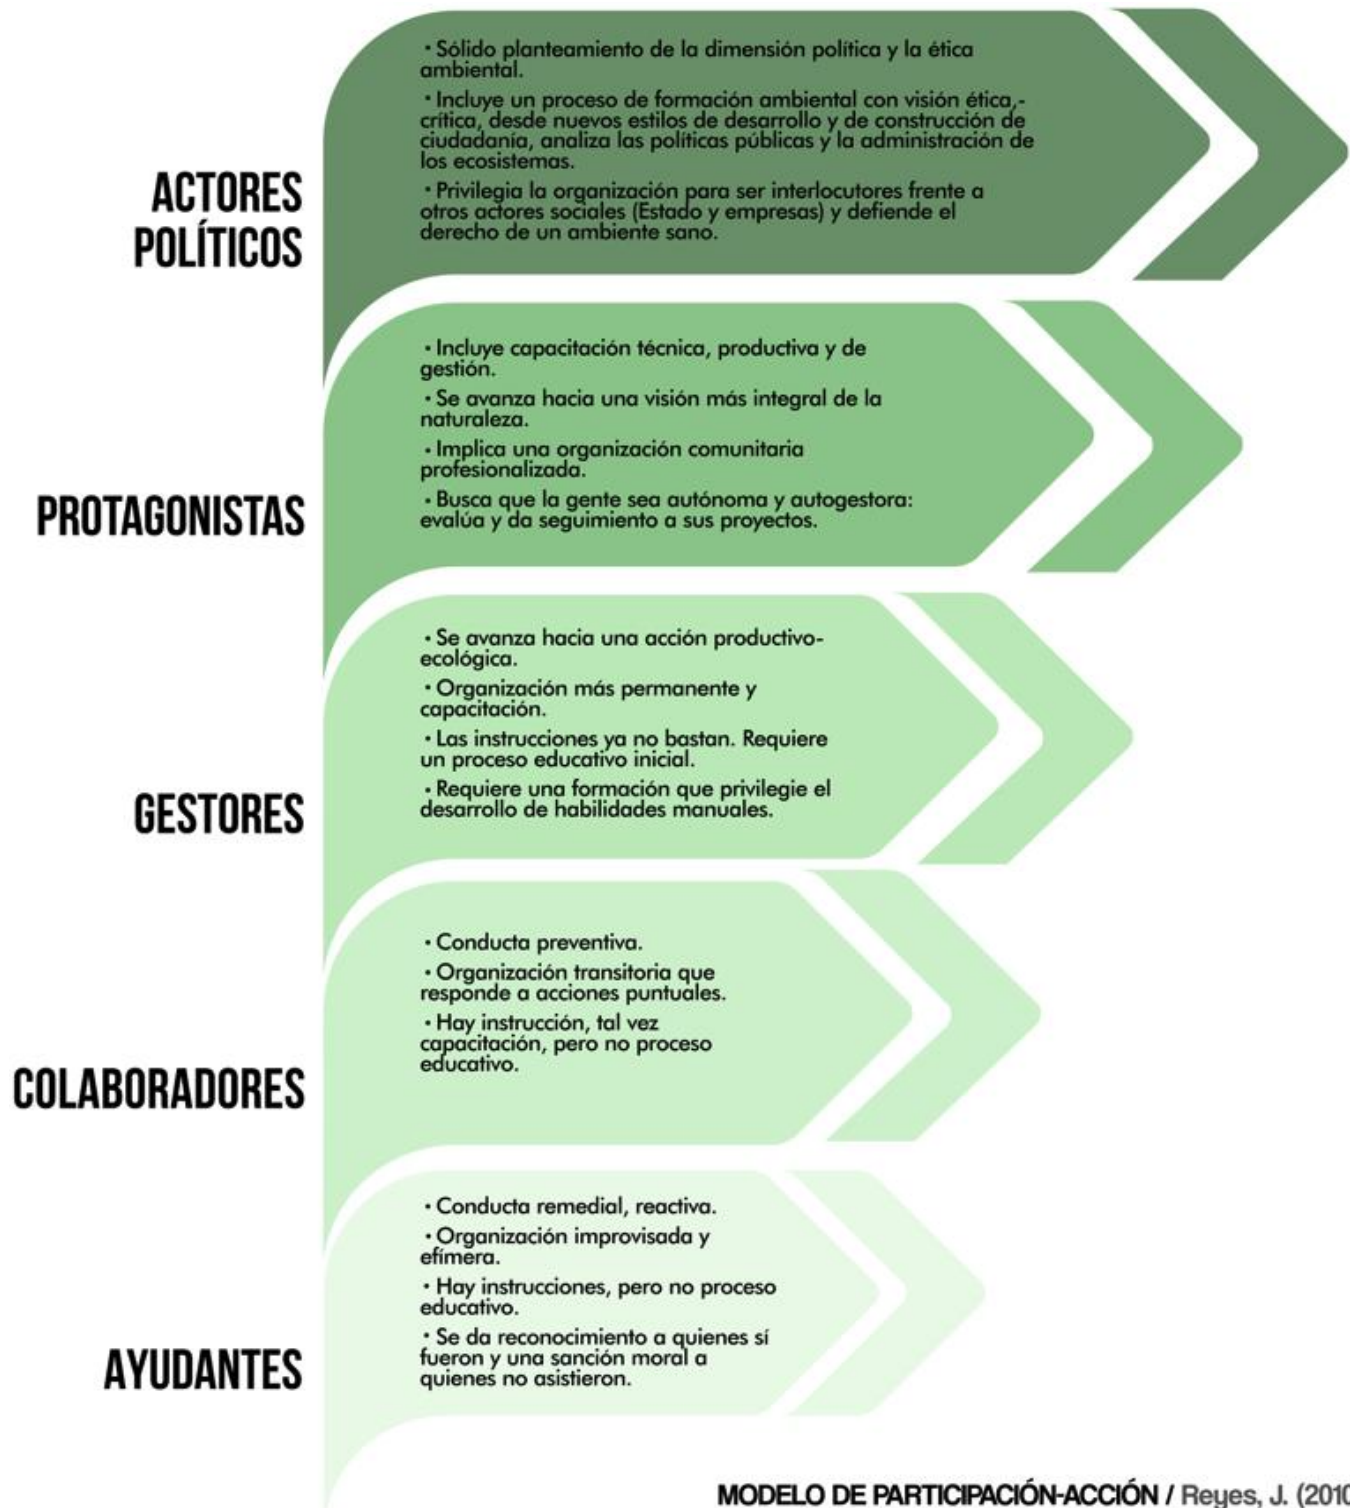 ACTORES
POLÍTICOS
· Sólido planteamiento de la dimensión política y la ética
ambiental.
· Incluye un proceso de formación ambiental con visión ética,-
crítica, desde nuevos estilos de desarrollo y de construcción de
ciudadanía, analiza las políticas públicas y la administración de
los ecosistemas.
· Privilegia la organización para ser interlocutores frente a
otros actores sociales (Estado y empresas) y defiende el
derecho de un ambiente sano.
PROTAGONISTAS
· Incluye capacitación técnica, productiva y de
gestión.
· Se avanza hacia una visión más integral de la
naturaleza.
· Implica una organización comunitaria
profesionalizada.
· Busca que la gente sea autónoma y autogestora:
evalúa y da seguimiento a sus proyectos.
GESTORES
· Se avanza hacia una acción productivo-
ecológica.
· Organización más permanente y
capacitación.
· Las instrucciones ya no bastan. Requiere
un proceso educativo inicial.
· Requiere una formación que privilegie el
desarrollo de habilidades manuales.
COLABORADORES
· Conducta preventiva.
· Organización transitoria que
responde a acciones puntuales.
· Hay instrucción, tal vez
capacitación, pero no proceso
educativo.
AYUDANTES
· Conducta remedial, reactiva.
· Organización improvisada y
efímera.
· Hay instrucciones, pero no proceso
educativo.
· Se da reconocimiento a quienes sí
fueron y una sanción moral a
quienes no asistieron.
MODELO DE PARTICIPACIÓN-ACCIÓN / Reyes, J. (2010